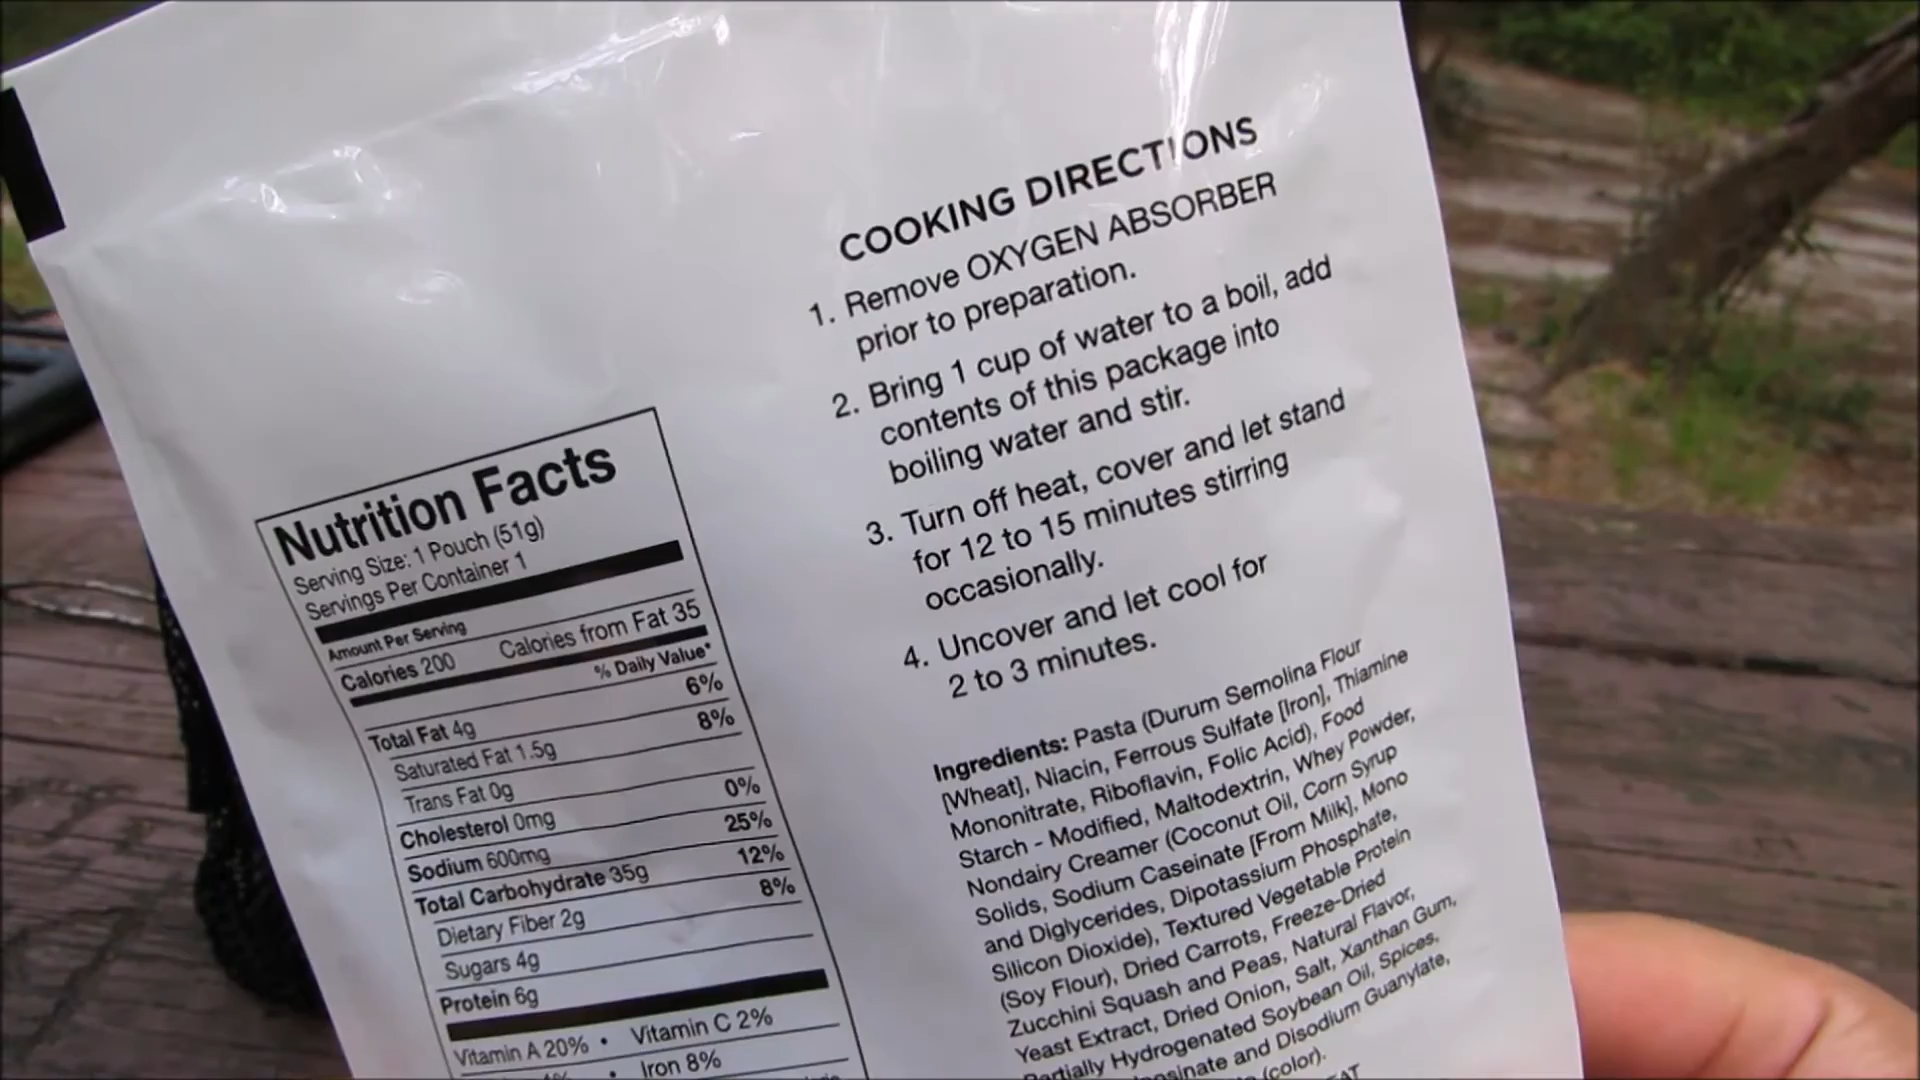 COOKING DIRECTIONS
1. Remove OXYGEN ABSORBER
prior to preparation.
2. Bring 1 cup of water to a boil, add
contents of this package into
boiling water and stir.
3. Turn off heat, cover and let stand
for 12 to 15 minutes stirring
occasionally.
4. Uncover and let cool for
2 to 3 minutes.
Nutrition Facts
Serving Size: 1 Pouch (51g)
Servings Per Container 1
Amount Per Serving
Calories 200 Calories from Fat 35
% Daily Value*
Total Fat 4g 6%
Saturated Fat 1.5g 8%
Trans Fat 0g
Cholesterol 0mg 0%
Sodium 600mg 25%
Total Carbohydrate 35g 12%
Dietary Fiber 2g 8%
Sugars 4g
Protein 6g
Vitamin A 20% • Vitamin C 2%
• Iron 8%
Ingredients: Pasta (Durum Semolina Flour
[Wheat], Niacin, Ferrous Sulfate [Iron], Thiamine
Mononitrate, Riboflavin, Folic Acid), Food
Starch - Modified, Maltodextrin, Whey Powder,
Nondairy Creamer (Coconut Oil, Corn Syrup
Solids, Sodium Caseinate [From Milk], Mono
and Diglycerides, Dipotassium Phosphate,
Silicon Dioxide), Textured Vegetable Protein
(Soy Flour), Dried Carrots, Freeze-Dried
Zucchini Squash and Peas, Natural Flavor,
Yeast Extract, Dried Onion, Salt, Xanthan Gum,
Partially Hydrogenated Soybean Oil, Spices,
and Disodium Guanylate,
(color).